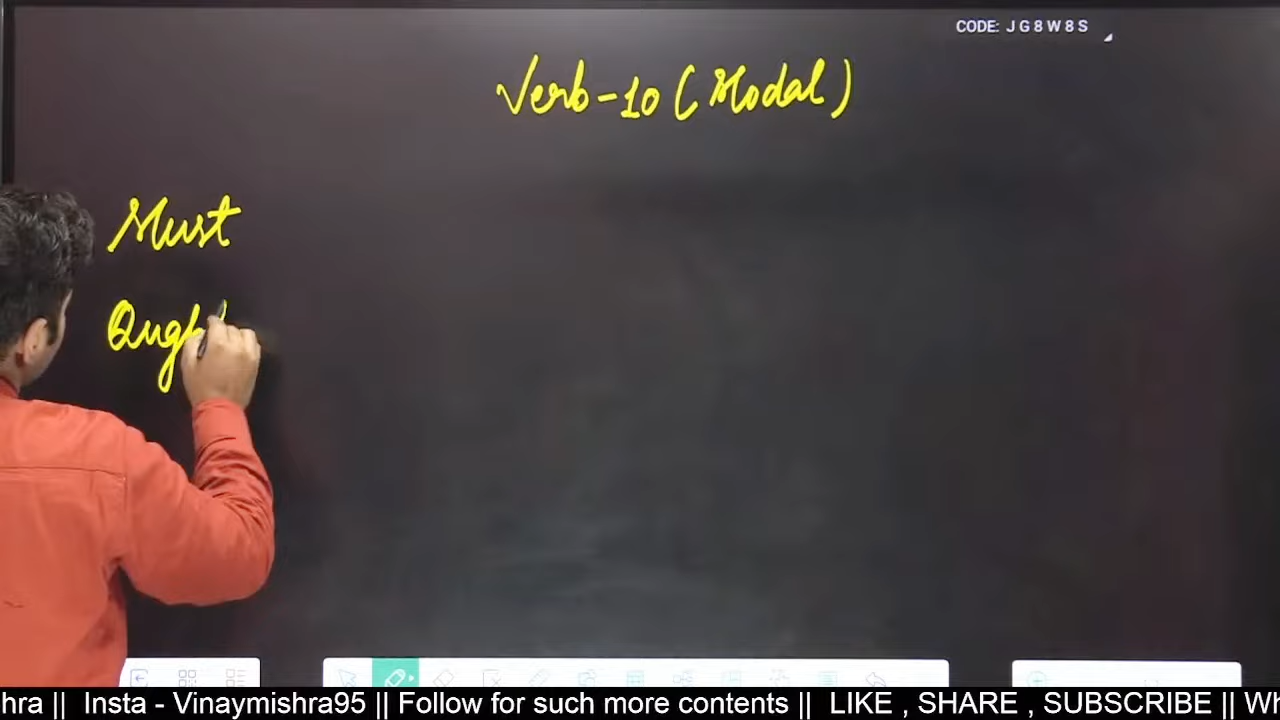 CODE: JG8W8S
Verb-10 (Modal)
Must
hra || Insta - Vinaymishra95 || Follow for such more contents || LIKE , SHARE , SUBSCRIBE || Wh